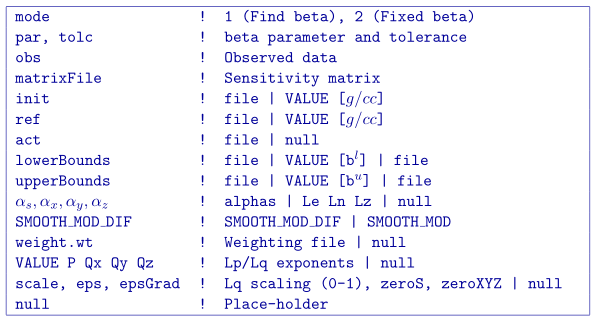 mode ! 1 (Find beta), 2 (Fixed beta)
par, tolc ! beta parameter and tolerance
obs ! Observed data
matrixFile ! Sensitivity matrix
init ! file | VALUE [g/cc]
ref ! file | VALUE [g/cc]
act ! file | null
lowerBounds ! file | VALUE [b^l] | file
upperBounds ! file | VALUE [b^u] | file
α_s, α_x, α_y, α_z ! alphas | Le Ln Lz | null
SMOOTH_MOD_DIF ! SMOOTH_MOD_DIF | SMOOTH_MOD
weight.wt ! Weighting file | null
VALUE P Qx Qy Qz ! Lp/Lq exponents | null
scale, eps, epsGrad ! Lq scaling (0-1), zeroS, zeroXYZ | null
null ! Place-holder